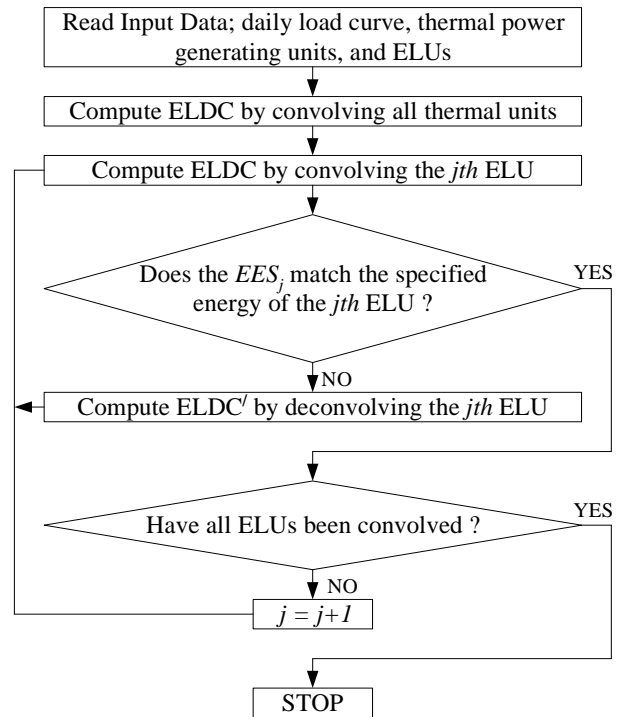 Read Input Data; daily load curve, thermal power
generating units, and ELUs
Compute ELDC by convolving all thermal units
Compute ELDC by convolving the jth ELU
Does the EES_j match the specified
energy of the jth ELU ?
YES
NO
Compute ELDC′ by deconvolving the jth ELU
Have all ELUs been convolved ?
YES
NO
j = j+1
STOP